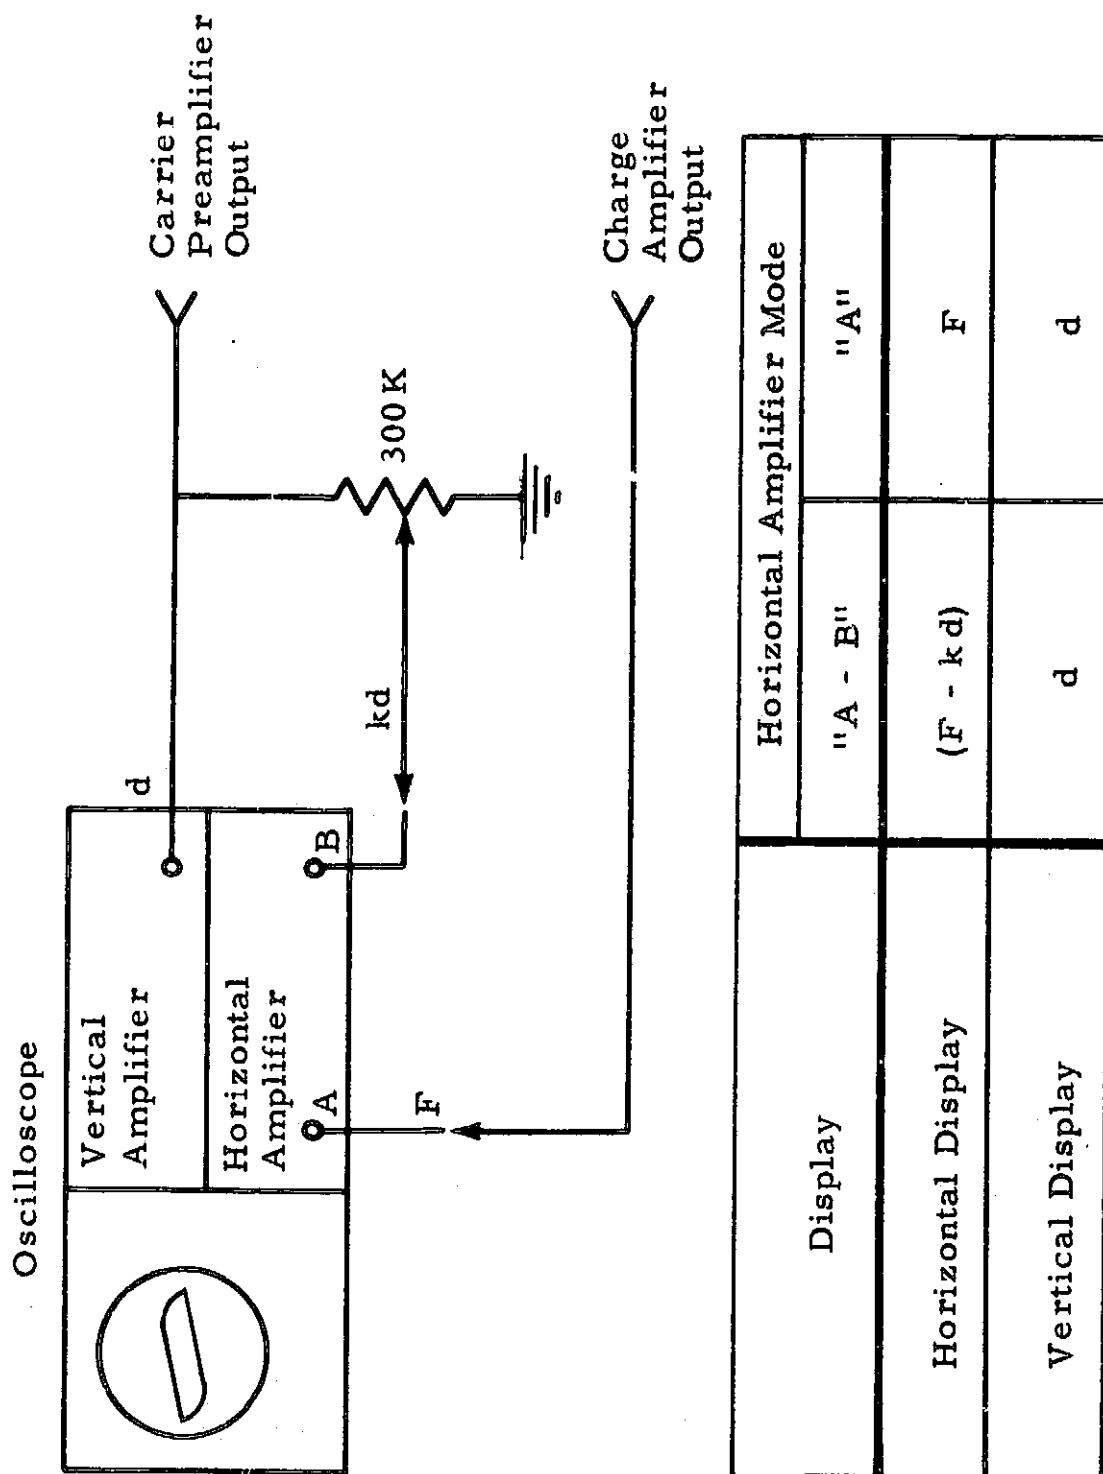 Oscilloscope
Vertical
Amplifier
Horizontal
Amplifier
A
B
d
kd
F
300K
Carrier
Preamplifier
Output
Charge
Amplifier
Output
Display
Horizontal Amplifier Mode
"A - B"
"A"
Horizontal Display
(F - kd)
F
Vertical Display
d
d